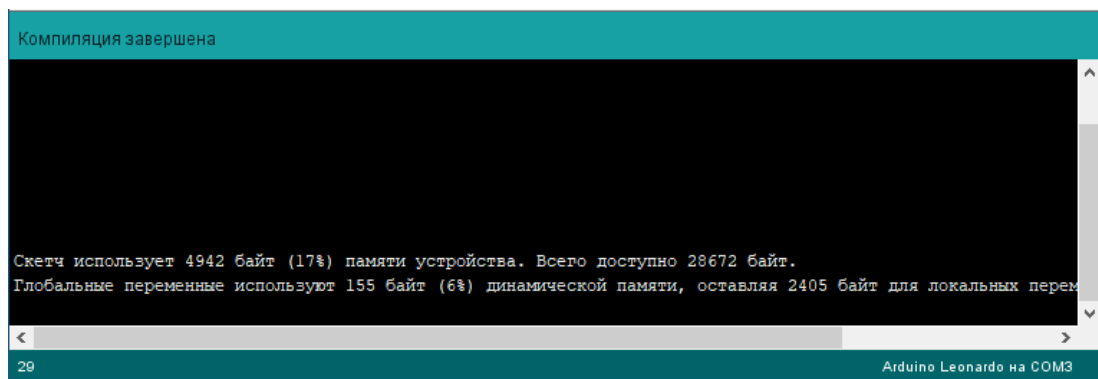 Компиляция завершена
Скетч использует 4942 байт (17%) памяти устройства. Всего доступно 28672 байт.
Глобальные переменные используют 155 байт (6%) динамической памяти, оставляя 2405 байт для локальных перем
29
Arduino Leonardo на COM3